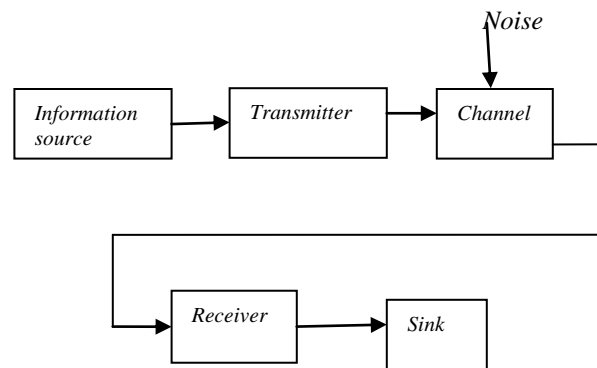 Noise
Information
source
Transmitter
Channel
Receiver
Sink